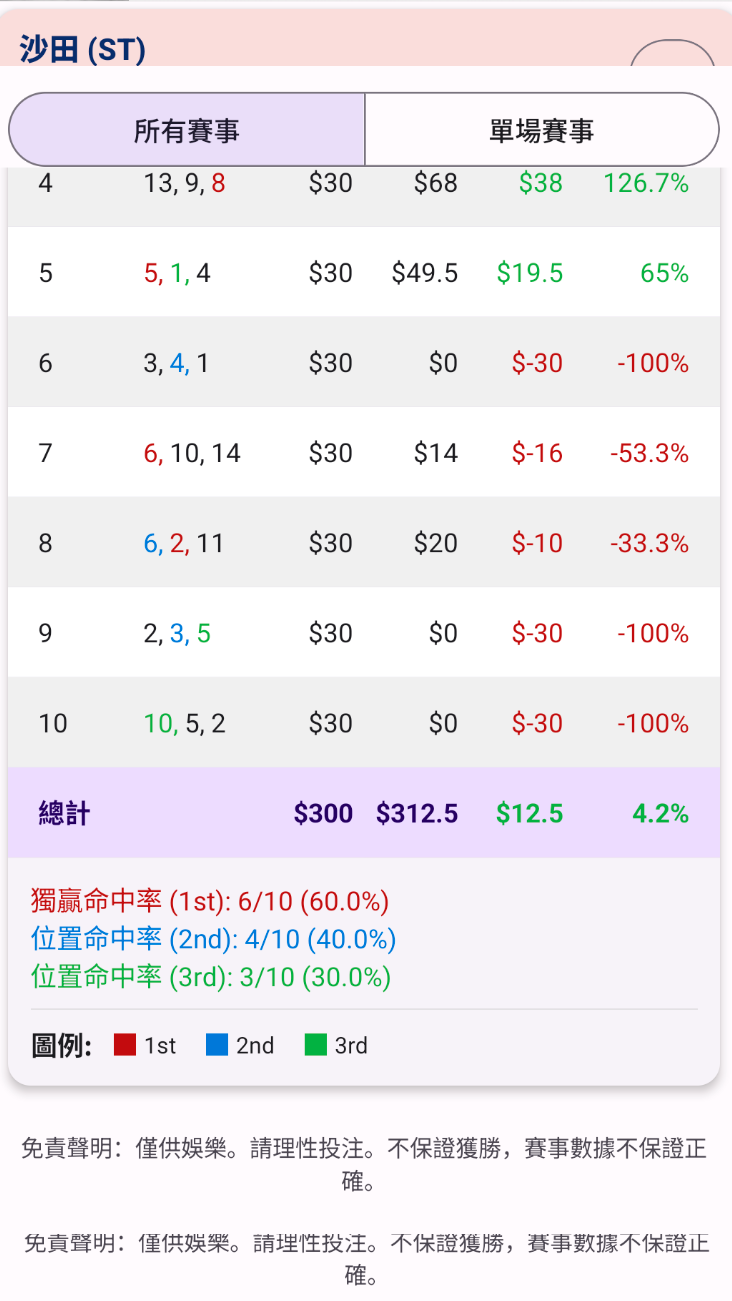 沙田 (ST)
所有賽事 單場賽事
4 13, 9, 8 $30 $68 $38 126.7%
5 5, 1, 4 $30 $49.5 $19.5 65%
6 3, 4, 1 $30 $0 $-30 -100%
7 6, 10, 14 $30 $14 $-16 -53.3%
8 6, 2, 11 $30 $20 $-10 -33.3%
9 2, 3, 5 $30 $0 $-30 -100%
10 10, 5, 2 $30 $0 $-30 -100%
總計 $300 $312.5 $12.5 4.2%
獨贏命中率 (1st): 6/10 (60.0%)
位置命中率 (2nd): 4/10 (40.0%)
位置命中率 (3rd): 3/10 (30.0%)
圖例: 1st 2nd 3rd
免責聲明：僅供娛樂。請理性投注。不保證獲勝，賽事數據不保證正
確。
免責聲明：僅供娛樂。請理性投注。不保證獲勝，賽事數據不保證正
確。